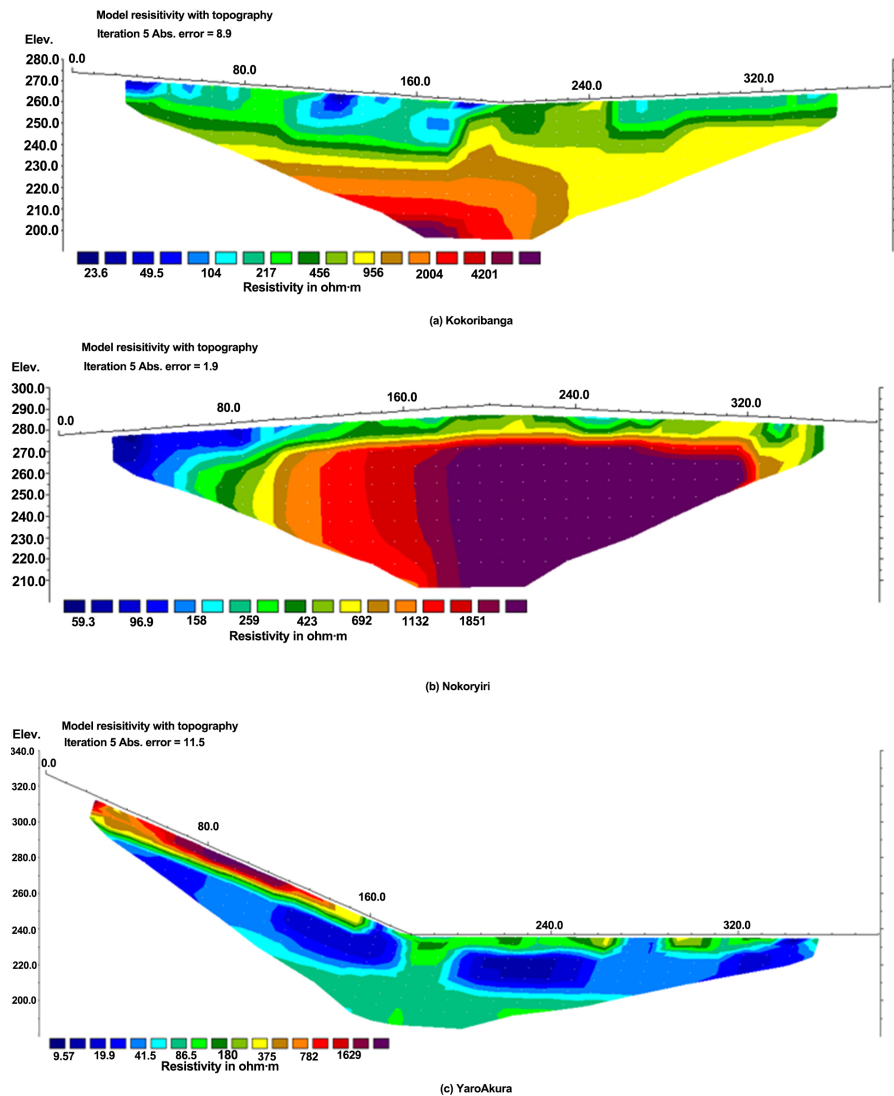 Model resisitivity with topography
Iteration 5 Abs. error = 8.9
Elev.
0.0 80.0 160.0 240.0 320.0
280.0
270.0
260.0
250.0
240.0
230.0
220.0
210.0
200.0
23.6 49.5 104 217 456 956 2004 4201
Resistivity in ohm·m
(a) Kokoribanga
Model resisitivity with topography
Iteration 5 Abs. error = 1.9
Elev.
0.0 80.0 160.0 240.0 320.0
300.0
290.0
280.0
270.0
260.0
250.0
240.0
230.0
220.0
210.0
59.3 96.9 158 259 423 692 1132 1851
Resistivity in ohm·m
(b) Nokoryiri
Model resisitivity with topography
Iteration 5 Abs. error = 11.5
Elev.
0.0 80.0 160.0 240.0 320.0
340.0
320.0
300.0
280.0
260.0
240.0
220.0
200.0
9.57 19.9 41.5 86.5 180 375 782 1629
Resistivity in ohm·m
(c) YaroAkura